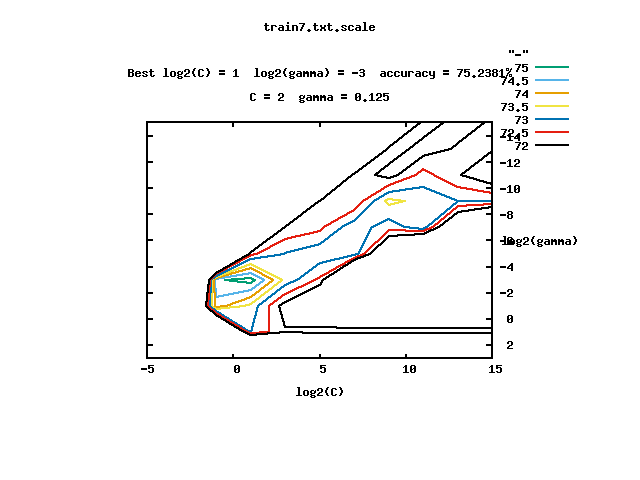 train7.txt.scale
"-"
Best log2(C) = 1  log2(gamma) = -3  accuracy = 75.2381%
75
74.5
C = 2  gamma = 0.125
74
73.5
73
72.5
72
-14
-12
-10
-8
-6
log2(gamma)
-4
-2
0
2
-5 0 5 10 15
log2(C)